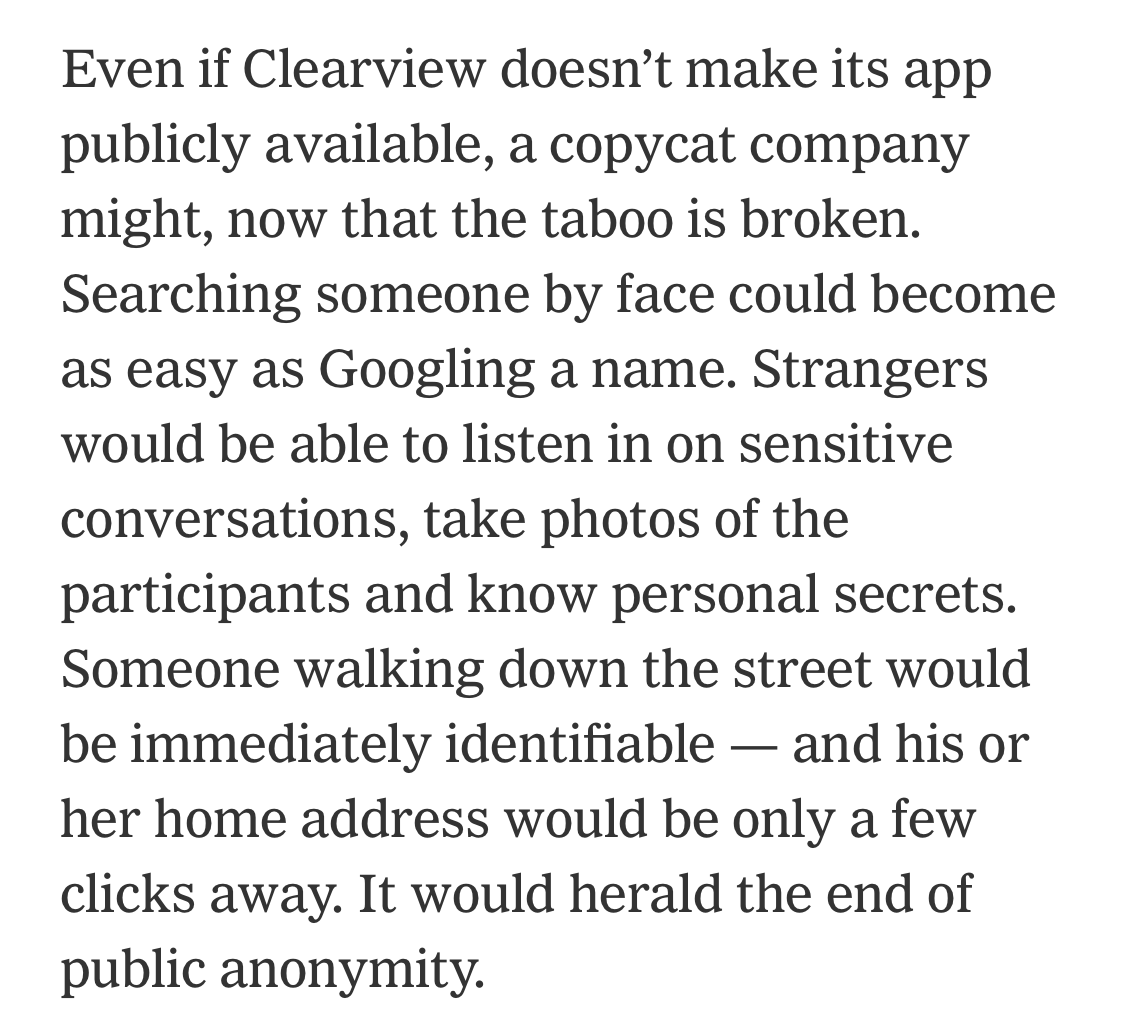 Even if Clearview doesn’t make its app
publicly available, a copycat company
might, now that the taboo is broken.
Searching someone by face could become
as easy as Googling a name. Strangers
would be able to listen in on sensitive
conversations, take photos of the
participants and know personal secrets.
Someone walking down the street would
be immediately identifiable — and his or
her home address would be only a few
clicks away. It would herald the end of
public anonymity.